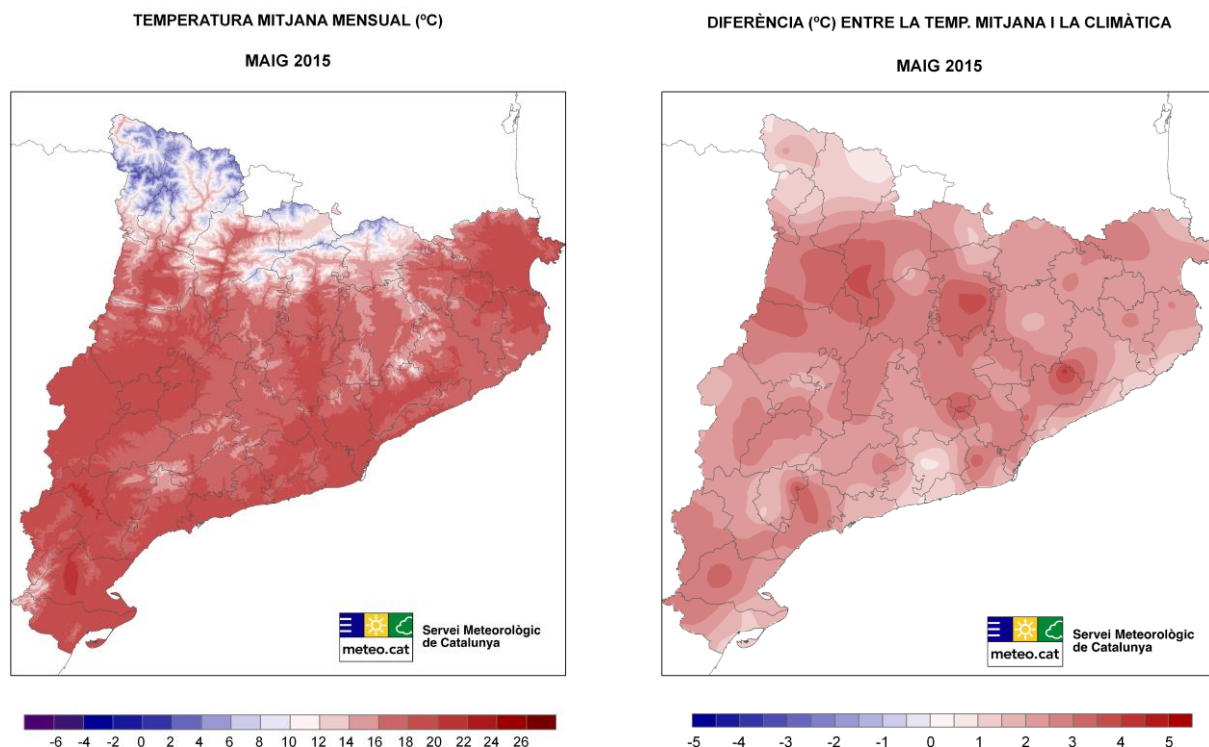 TEMPERATURA MITJANA MENSUAL (ºC)
MAIG 2015
meteo.cat
Servei Meteorològic
de Catalunya
-6 -4 -2 0 2 4 6 8 10 12 14 16 18 20 22 24 26
DIFERÈNCIA (ºC) ENTRE LA TEMP. MITJANA I LA CLIMÀTICA
MAIG 2015
meteo.cat
Servei Meteorològic
de Catalunya
-5 -4 -3 -2 -1 0 1 2 3 4 5